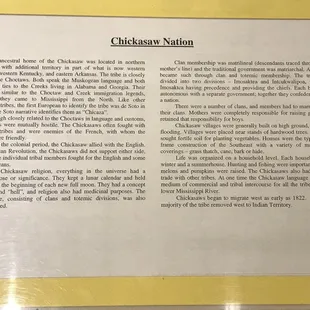 Chickasaw Nation
ancestral home of the Chickasaw was located in northern
with additional territory in part of what is now western
western Kentucky, and eastern Arkansas. The tribe is closely
e Choctaws. Both speak the Muskogean language and both
ties to the Creeks living in Alabama and Georgia. Their
similar to the Choctaw and Creek immigration legends,
they came to Mississippi from the North. Like other
tribes, the first European to identify the tribe was de Soto in
e Soto narrative identifies them as "Chicaca".
gh closely related to the Choctaws in language and customs,
were mutually hostile. The Chickasaws often fought with
tribes and were enemies of the French, with whom the
re friendly.
the colonial period, the Chickasaw allied with the English.
an Revolution, the Chickasaws did not support either side,
individual tribal members fought for the English and some
icans.
Chickasaw religion, everything in the universe had a
ose or significance. They kept a lunar calendar and held
the beginning of each new full moon. They had a concept
and "hell", and religion also had medicinal purposes. The
e, consisting of clans and totemic divisions, was also
ed.
Clan membership was matrilineal (descendants traced through
mother's line) and the traditional government was matriarchal. A
became such through clan and totemic membership. The
divided into two divisions – Imosaktca and Intcukwalipa,
Imosaktca having precedence and providing the chiefs. Each
autonomous with a separate government, together they constituted
a nation.
Three were a number of clans, and members had to marry
their clan. Mothers were completely responsible for raising
retained that responsibility for boys.
Chickasaw villages were generally built on high ground,
flooding. Villages were placed near stands of hardwood trees.
sought fertile soil for planting vegetables. Houses were the typical
frame construction of the Southeast with a variety of
coverings – grass thatch, cane, bark or hide.
Life was organized on a household level. Each household
winter and a summerhouse. Hunting and fishing were important
melons and pumpkins were raised. The Chickasaws also had
trade with other tribes. At one time the Chickasaw language
medium of commercial and tribal intercourse for all the tribes
lower Mississippi River.
Chickasaws began to migrate west as early as 1822.
majority of the tribe removed west to Indian Territory.